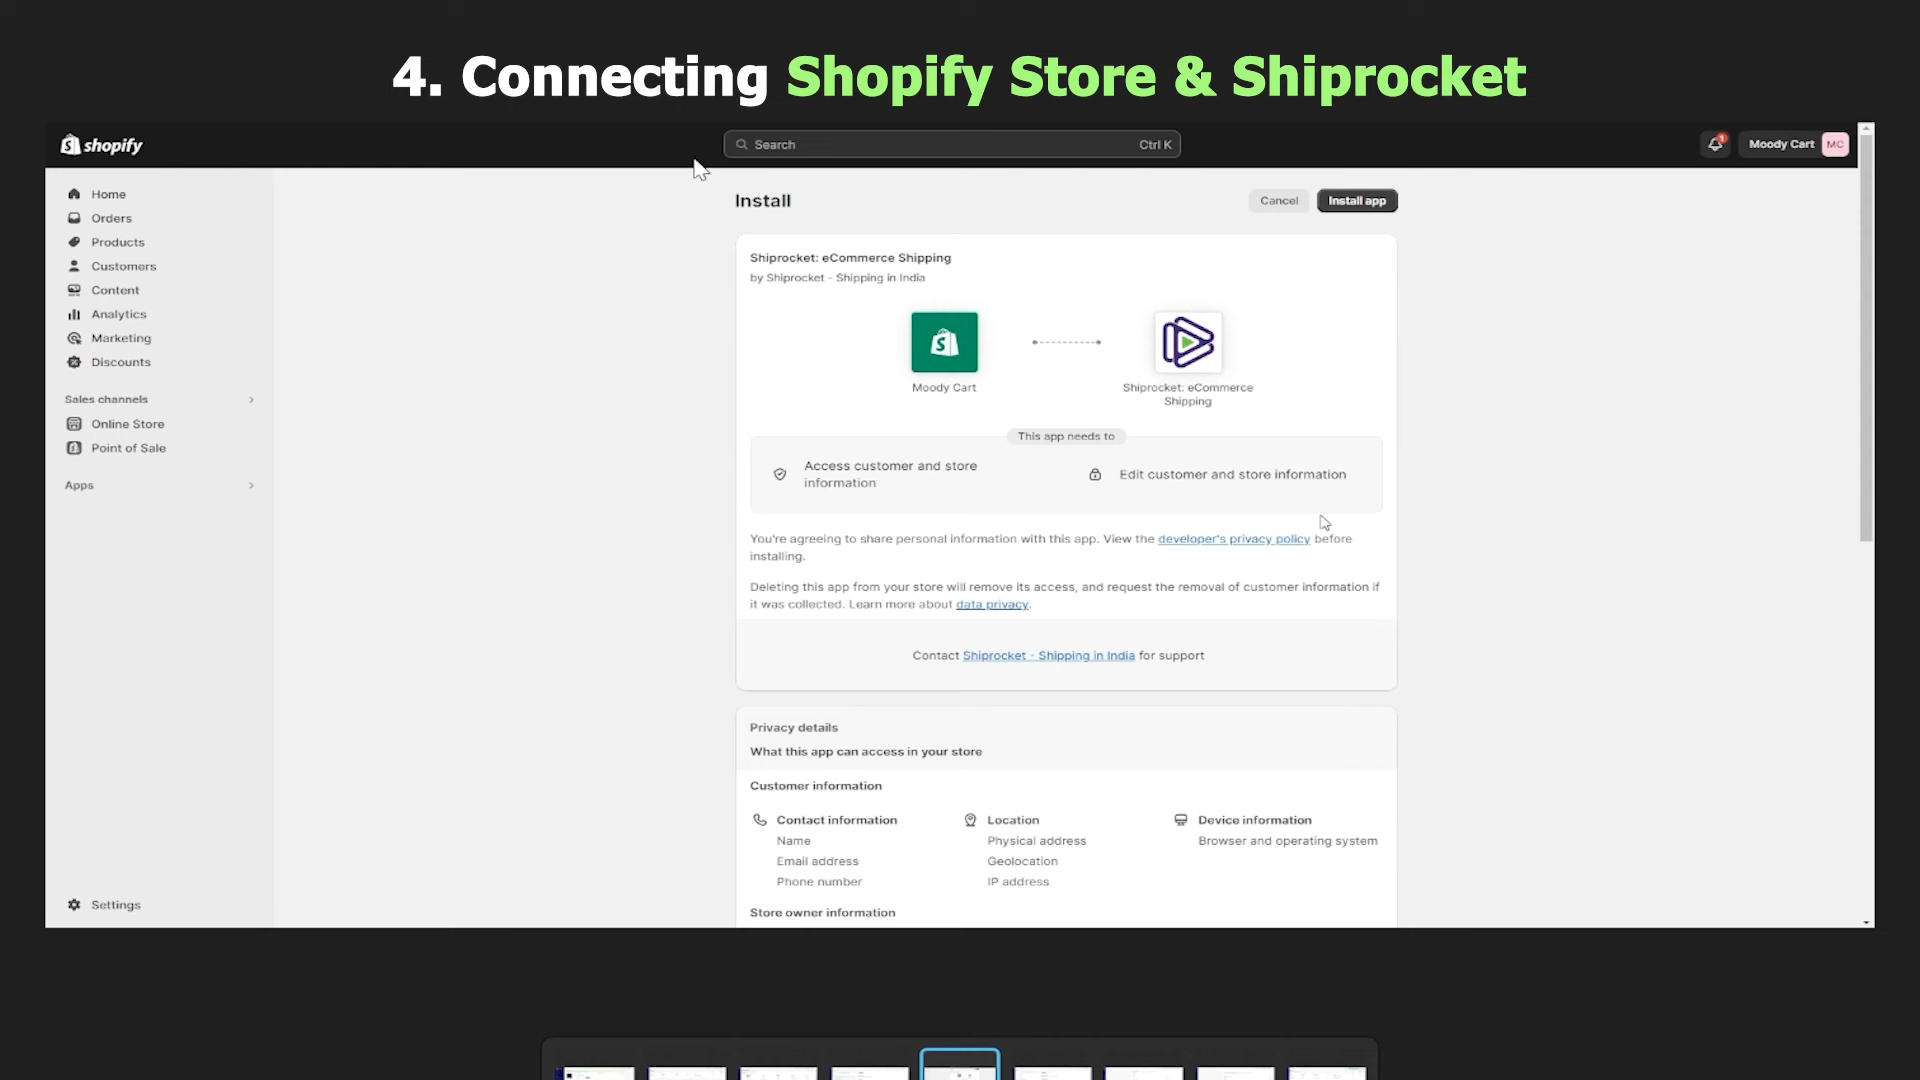 4. Connecting Shopify Store & Shiprocket
shopify
Search
Ctrl K
1
Moody Cart
MC
Home
Orders
Products
Customers
Content
Analytics
Marketing
Discounts
Sales channels
Online Store
Point of Sale
Apps
Settings
Install
Cancel
Install app
Shiprocket: eCommerce Shipping
by Shiprocket - Shipping in India
Moody Cart
Shiprocket: eCommerce
Shipping
This app needs to
Access customer and store
information
Edit customer and store information
You're agreeing to share personal information with this app. View the developer's privacy policy before
installing.
Deleting this app from your store will remove its access, and request the removal of customer information if
it was collected. Learn more about data privacy.
Contact Shiprocket - Shipping in India for support
Privacy details
What this app can access in your store
Customer information
Contact information
Name
Email address
Phone number
Location
Physical address
Geolocation
IP address
Device information
Browser and operating system
Store owner information